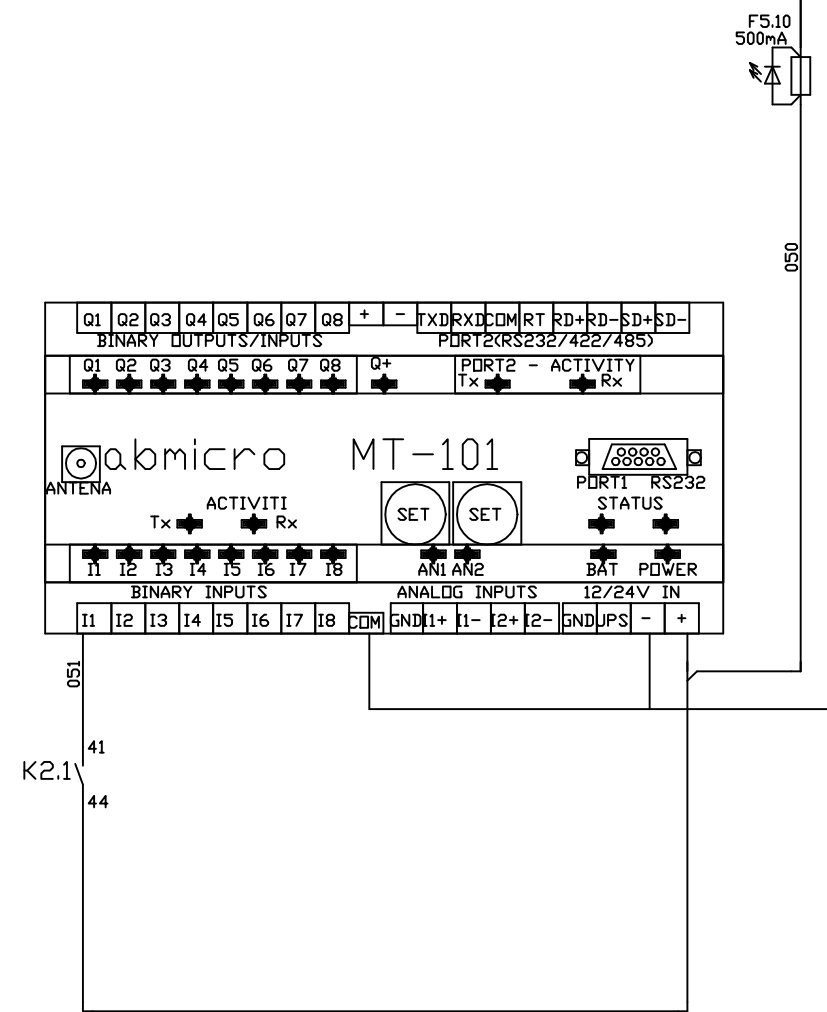 F5.10
500mA
050
Q1 Q2 Q3 Q4 Q5 Q6 Q7 Q8 + - TXD RXD COM RT RD+ RD- SD+ SD-
BINARY OUTPUTS/INPUTS PORT2(RS232/422/485)
Q1 Q2 Q3 Q4 Q5 Q6 Q7 Q8 Q+ PORT2 - ACTIVITY
Tx Rx
abmicro MT-101
ANTENA PORT1 RS232
ACTIVITI STATUS
Tx Rx SET SET
I1 I2 I3 I4 I5 I6 I7 I8 AN1 AN2 BAT POWER
BINARY INPUTS ANALOG INPUTS 12/24V IN
I1 I2 I3 I4 I5 I6 I7 I8 COM GND I1+ I1- I2+ I2- GND UPS - +
051
41
K2.1
44